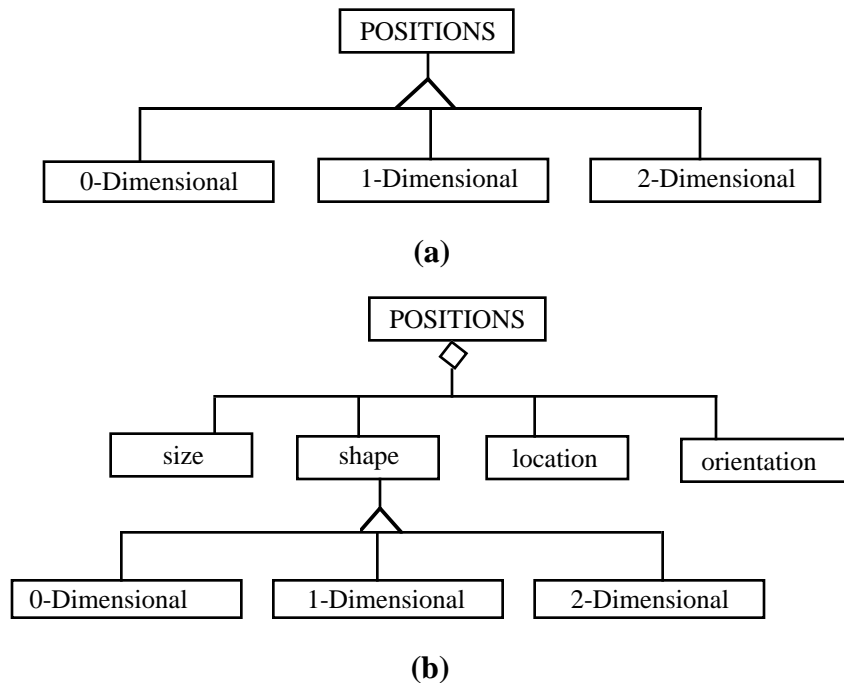 POSITIONS
0-Dimensional 1-Dimensional 2-Dimensional
(a)
POSITIONS
size shape location orientation
0-Dimensional 1-Dimensional 2-Dimensional
(b)